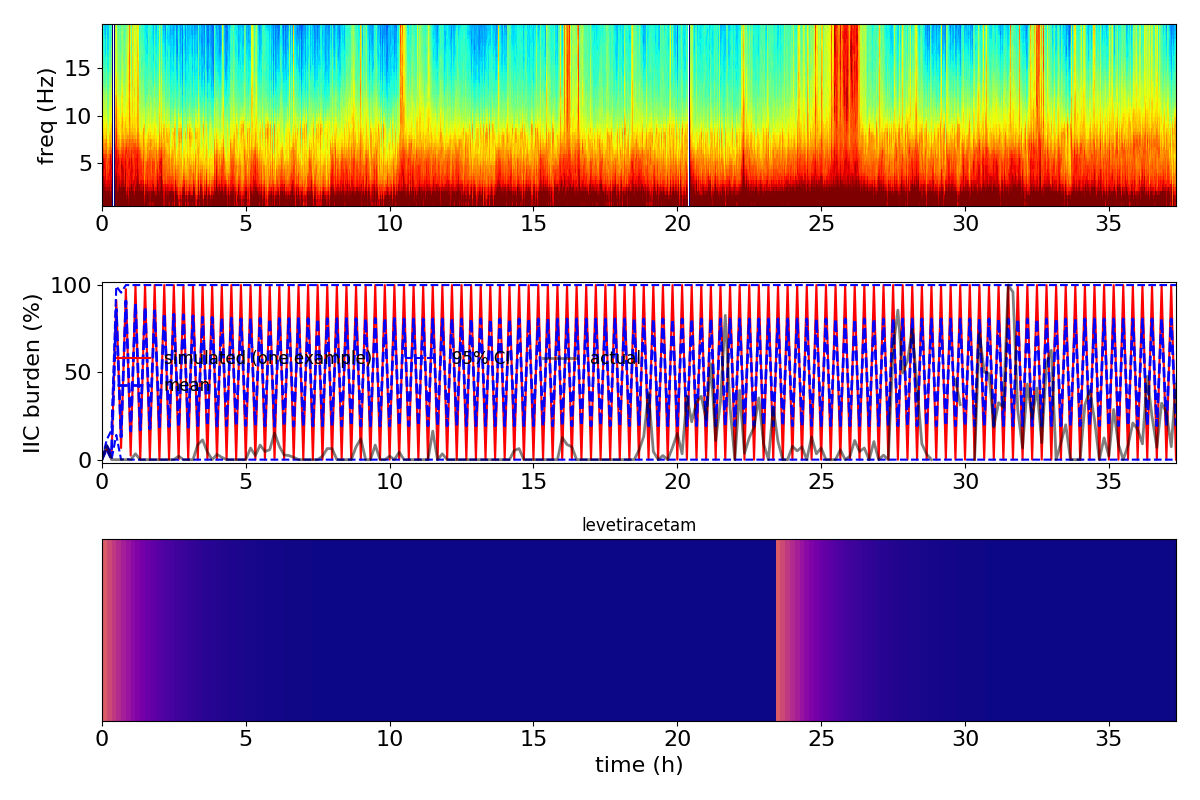 freq (Hz)
15
10
5
0 5 10 15 20 25 30 35
IIC burden (%)
100
50
0
simulated (one example) 95% CI actual
mean
0 5 10 15 20 25 30 35
levetiracetam
0 5 10 15 20 25 30 35
time (h)